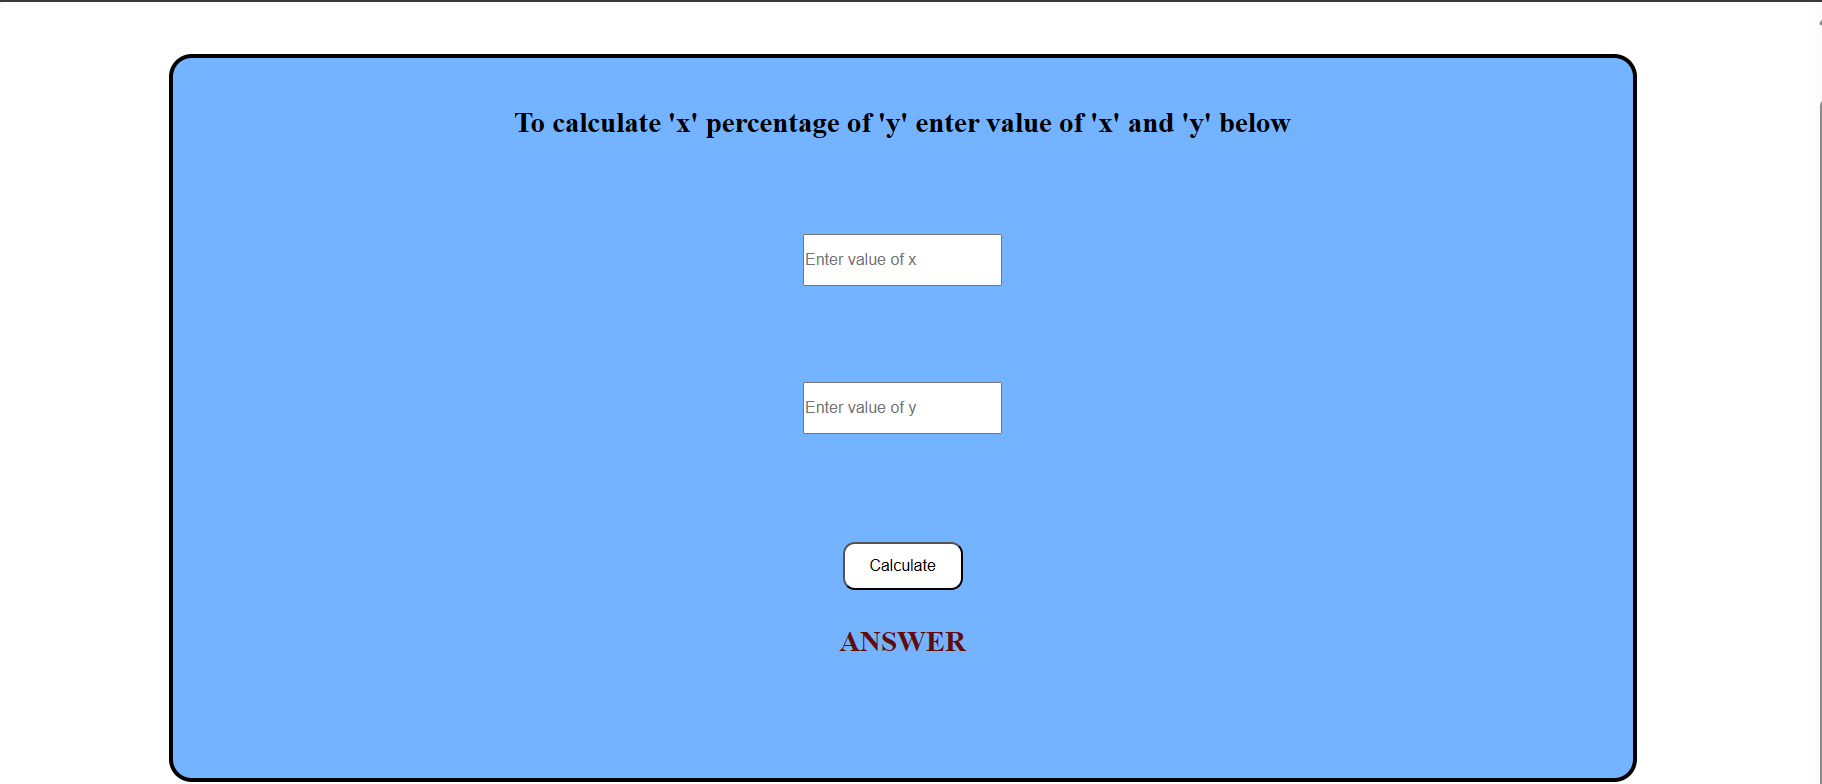 To calculate 'x' percentage of 'y' enter value of 'x' and 'y' below
Enter value of x
Enter value of y
Calculate
ANSWER